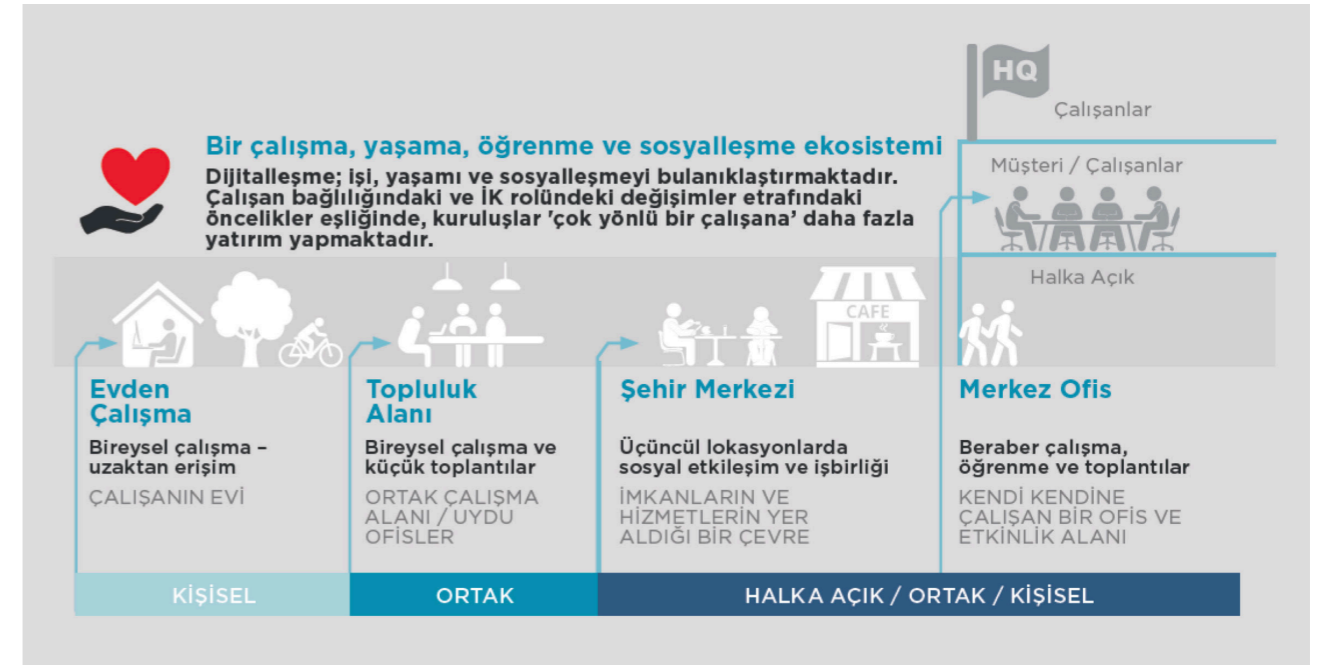 HQ
Çalışanlar
Müşteri / Çalışanlar
Halka Açık
Bir çalışma, yaşama, öğrenme ve sosyalleşme ekosistemi
Dijitalleşme; işi, yaşamı ve sosyalleşmeyi bulanıklaştırmaktadır.
Çalışan bağlılığındaki ve İK rolündeki değişimler etrafındaki
öncelikler eşliğinde, kuruluşlar 'çok yönlü bir çalışana’ daha fazla
yatırım yapmaktadır.
CAFE
Evden
Çalışma
Bireysel çalışma –
uzaktan erişim
ÇALIŞANIN EVİ
Topluluk
Alanı
Bireysel çalışma ve
küçük toplantılar
ORTAK ÇALIŞMA
ALANI / UYDU
OFİSLER
Şehir Merkezi
Üçüncül lokasyonlarda
sosyal etkileşim ve işbirliği
İMKANLARIN VE
HİZMETLERİN YER
ALDIĞI BİR ÇEVRE
Merkez Ofis
Beraber çalışma,
öğrenme ve toplantılar
KENDİ KENDİNE
ÇALIŞAN BİR OFİS VE
ETKİNLİK ALANI
KİŞİSEL
ORTAK
HALKA AÇIK / ORTAK / KİŞİSEL